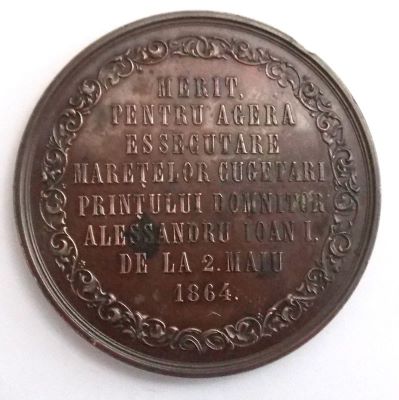 MERIT,
PENTRU AGERA
ESSECUTARE
MAREȚELOR CUGETARI
PRINȚULUI DOMNITOR
ALESSANDRU IOAN I.
DE LA 2. MAIU
1864.